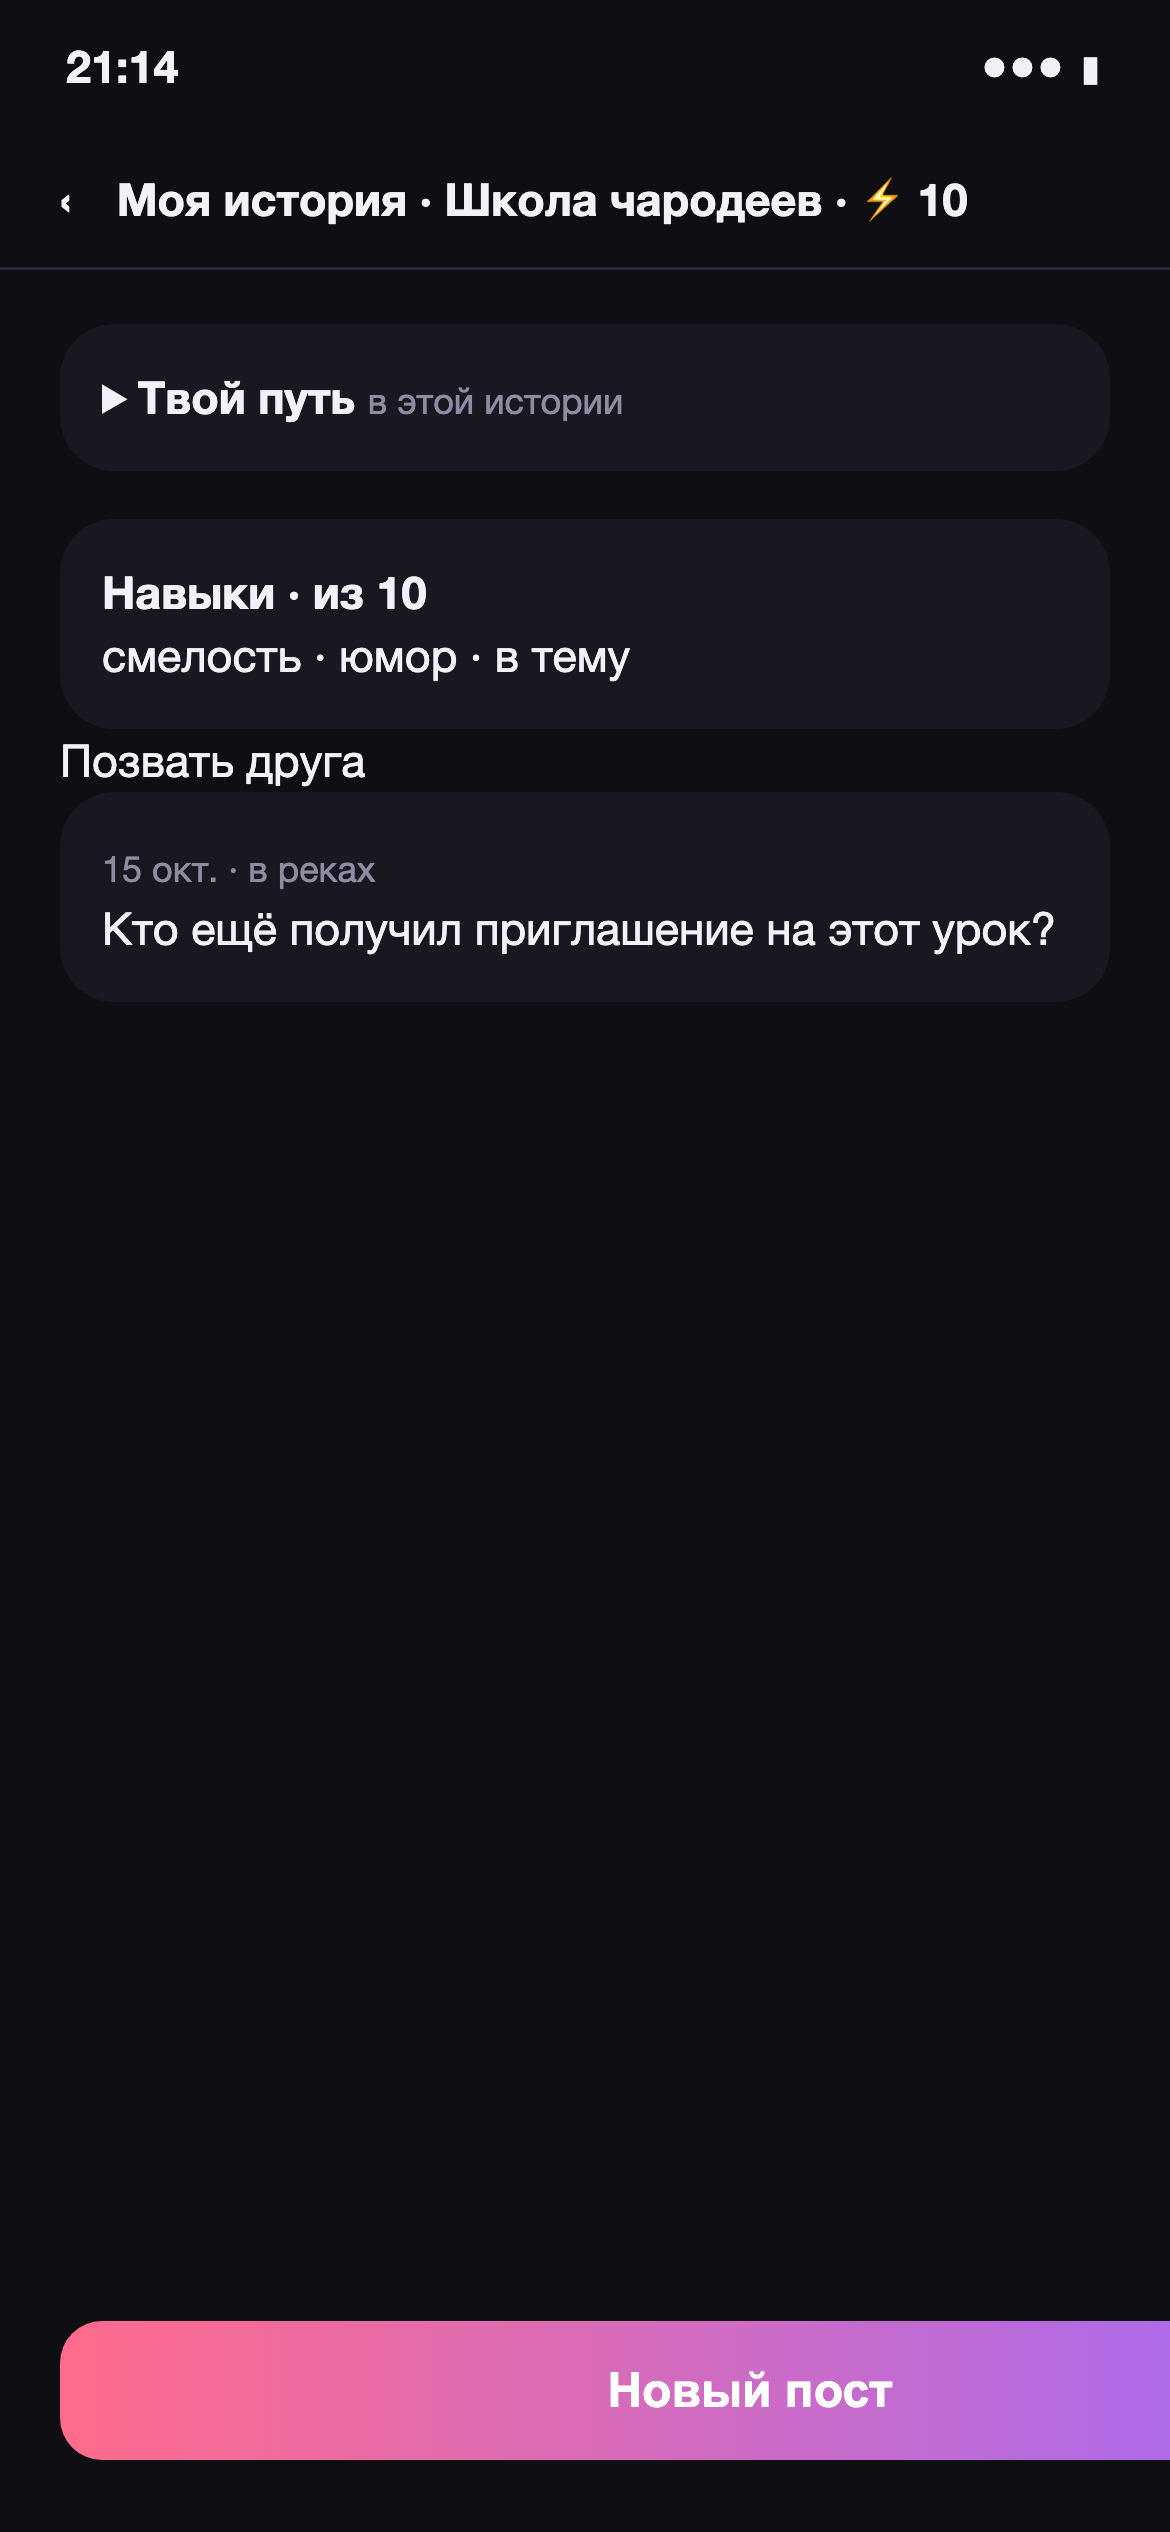 21:14
‹ Моя история · Школа чародеев · ⚡ 10
▶ Твой путь в этой истории
Навыки · из 10
смелость · юмор · в тему
Позвать друга
15 окт. · в реках
Кто ещё получил приглашение на этот урок?
Новый пост